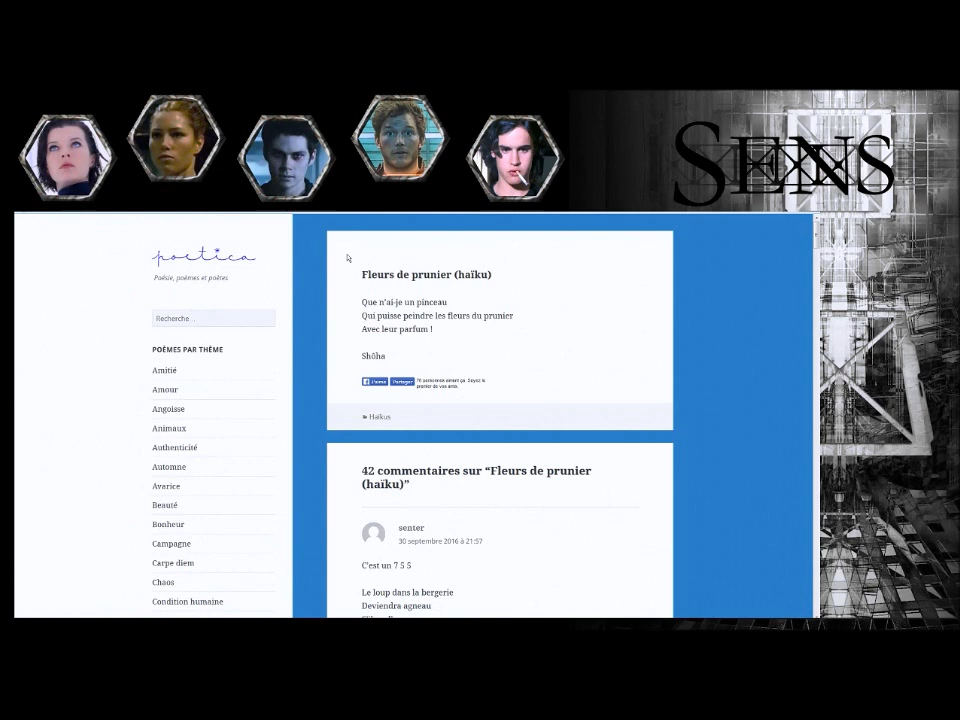 SENS
poetica
Poésie, poèmes et poètes
Recherche...
POÈMES PAR THÈME
Amitié
Amour
Angoisse
Animaux
Authenticité
Automne
Avarice
Beauté
Bonheur
Campagne
Carpe diem
Chaos
Condition humaine
Fleurs de prunier (haïku)
Que n'ai-je un pinceau
Qui puisse peindre les fleurs du prunier
Avec leur parfum !
Shôha
J'aime Partager
Haïkus
42 commentaires sur “Fleurs de prunier
(haïku)”
senter
30 septembre 2016 à 21:57
C'est un 7 5 5
Le loup dans la bergerie
Deviendra agneau